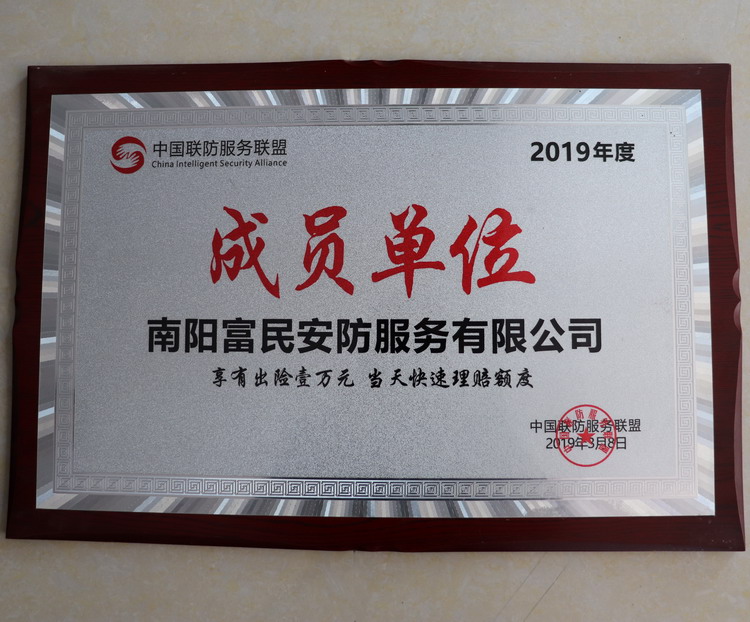 中国联防服务联盟
China Intelligent Security Alliance
2019年度
成员单位
南阳富民安防服务有限公司
享有出险壹万元 当天快速理赔额度
中国联防服务联盟
2019年3月8日